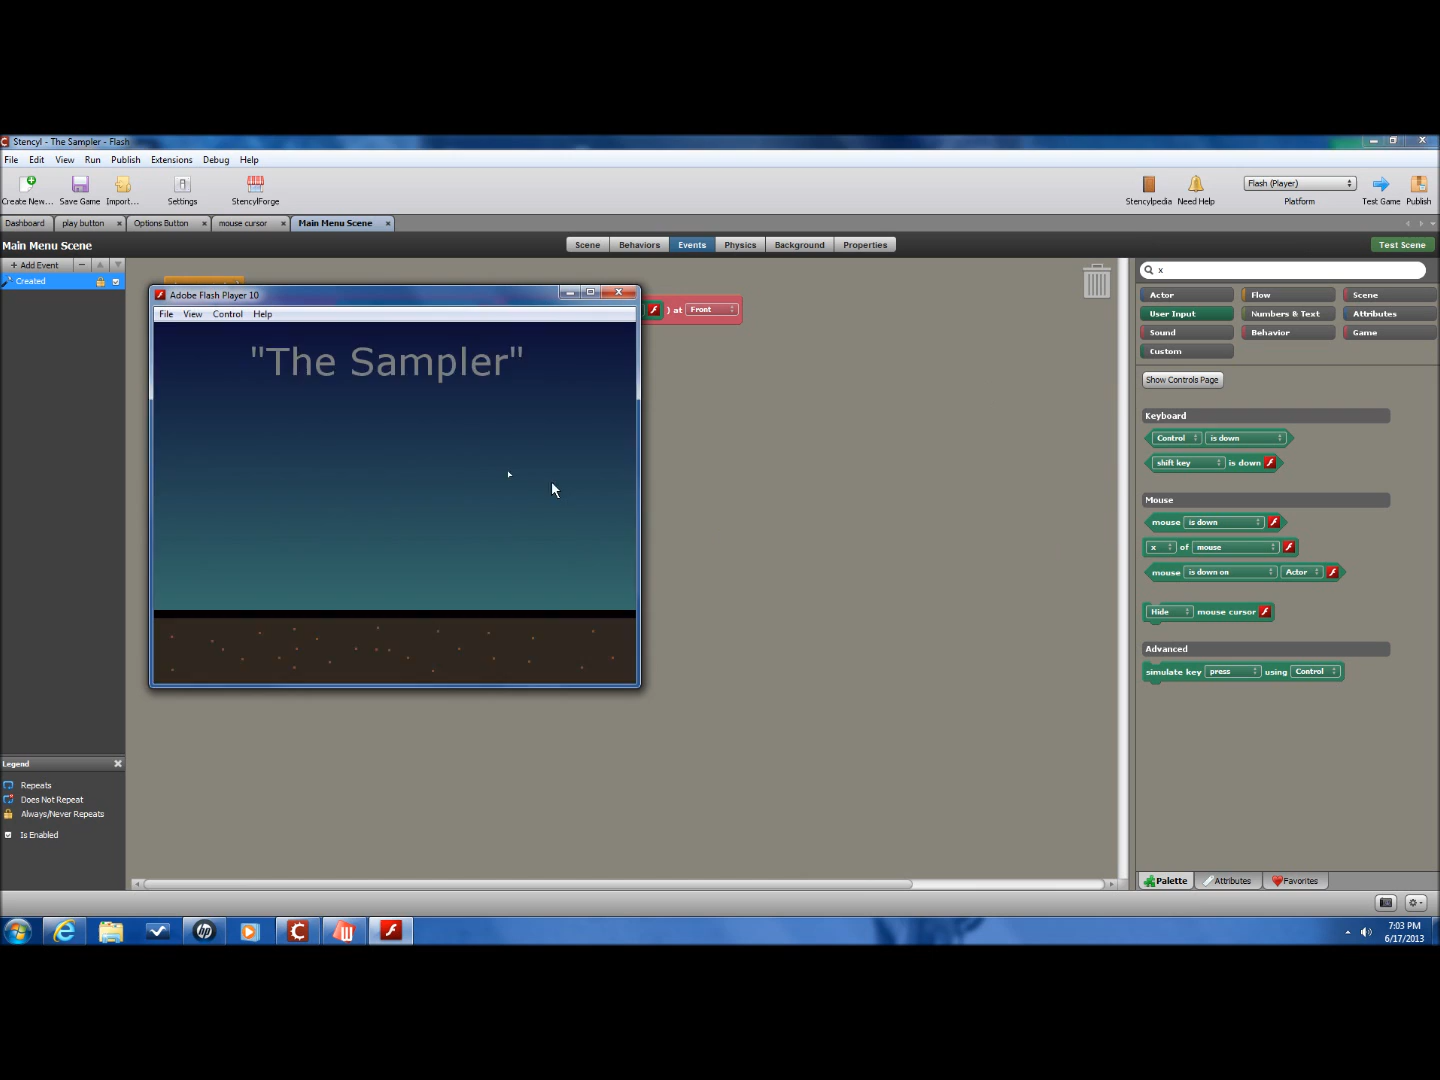 Stencyl - The Sampler - Flash
File Edit View Run Publish Extensions Debug Help
Create New... Save Game Import... Settings StencylForge Stencylpedia Need Help Flash (Player) Platform Test Game Publish
Dashboard play button Options Button mouse cursor Main Menu Scene
Main Menu Scene Scene Behaviors Events Physics Background Properties Test Scene
+ Add Event
Created
x
) at Front
Actor Flow Scene
User Input Numbers & Text Attributes
Sound Behavior Game
Custom
Show Controls Page
Keyboard
Control is down
shift key is down
Mouse
mouse is down
x of mouse
mouse is down on Actor
Hide mouse cursor
Advanced
simulate key press using Control
Adobe Flash Player 10
File View Control Help
"The Sampler"
Legend
Repeats
Does Not Repeat
Always/Never Repeats
Is Enabled
Palette Attributes Favorites
hp
7:03 PM
6/17/2013